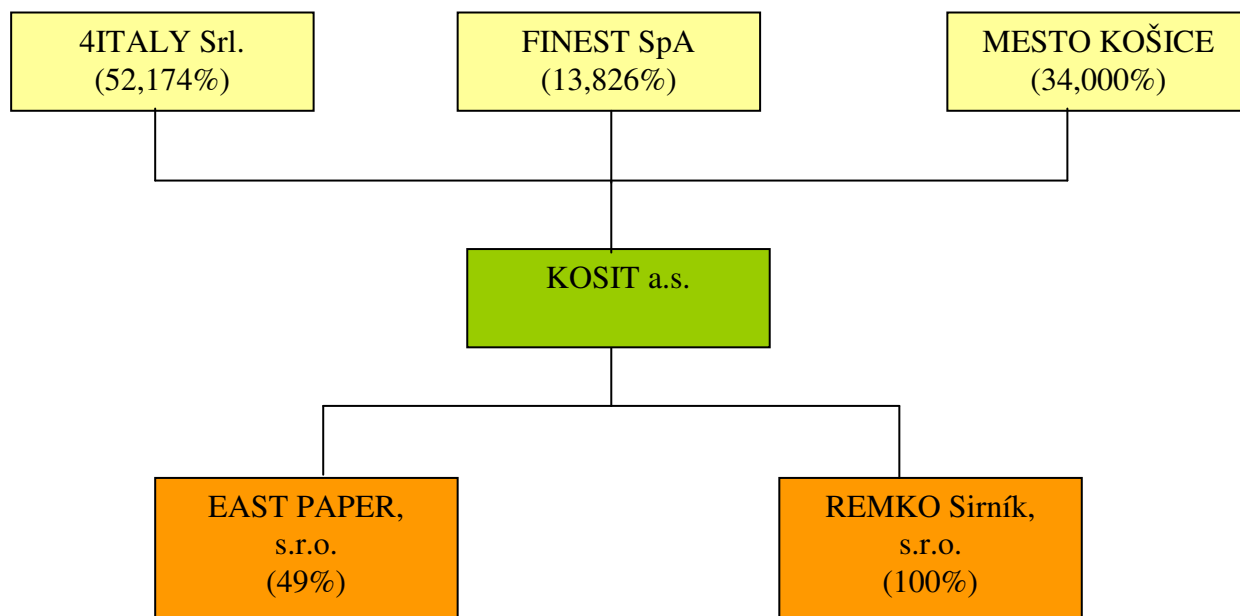 4ITALY Srl.
(52,174%)
FINEST SpA
(13,826%)
MESTO KOŠICE
(34,000%)
KOSIT a.s.
EAST PAPER,
s.r.o.
(49%)
REMKO Sirník,
s.r.o.
(100%)